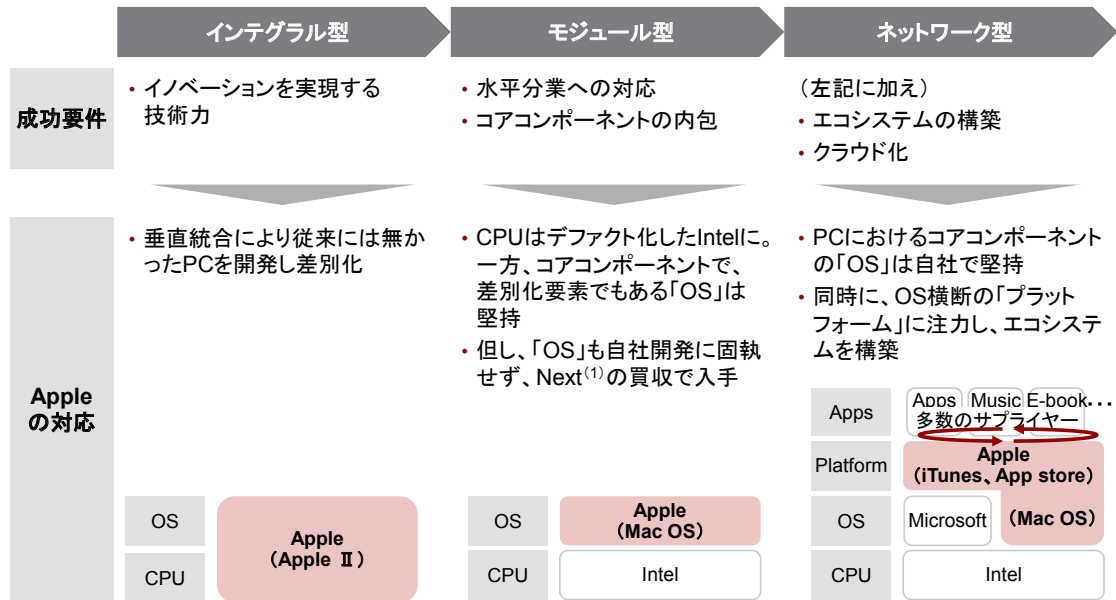 インテグラル型
モジュール型
ネットワーク型
成功要件
• イノベーションを実現する
技術力
• 水平分業への対応
• コアコンポーネントの内包
（左記に加え）
• エコシステムの構築
• クラウド化
Apple
の対応
• 垂直統合により従来には無か
ったPCを開発し差別化
• CPUはデファクト化したIntelに。
一方、コアコンポーネントで、
差別化要素でもある「OS」は
堅持
• 但し、「OS」も自社開発に固執
せず、Next(1)の買収で入手
• PCにおけるコアコンポーネント
の「OS」は自社で堅持
• 同時に、OS横断の「プラット
フォーム」に注力し、エコシステ
ムを構築
OS
CPU
Apple
（Apple Ⅱ）
OS
Apple
（Mac OS）
CPU
Intel
Apps
Apps Music E-book...
多数のサプライヤー
Platform
Apple
（iTunes、App store）
OS
Microsoft
（Mac OS）
CPU
Intel